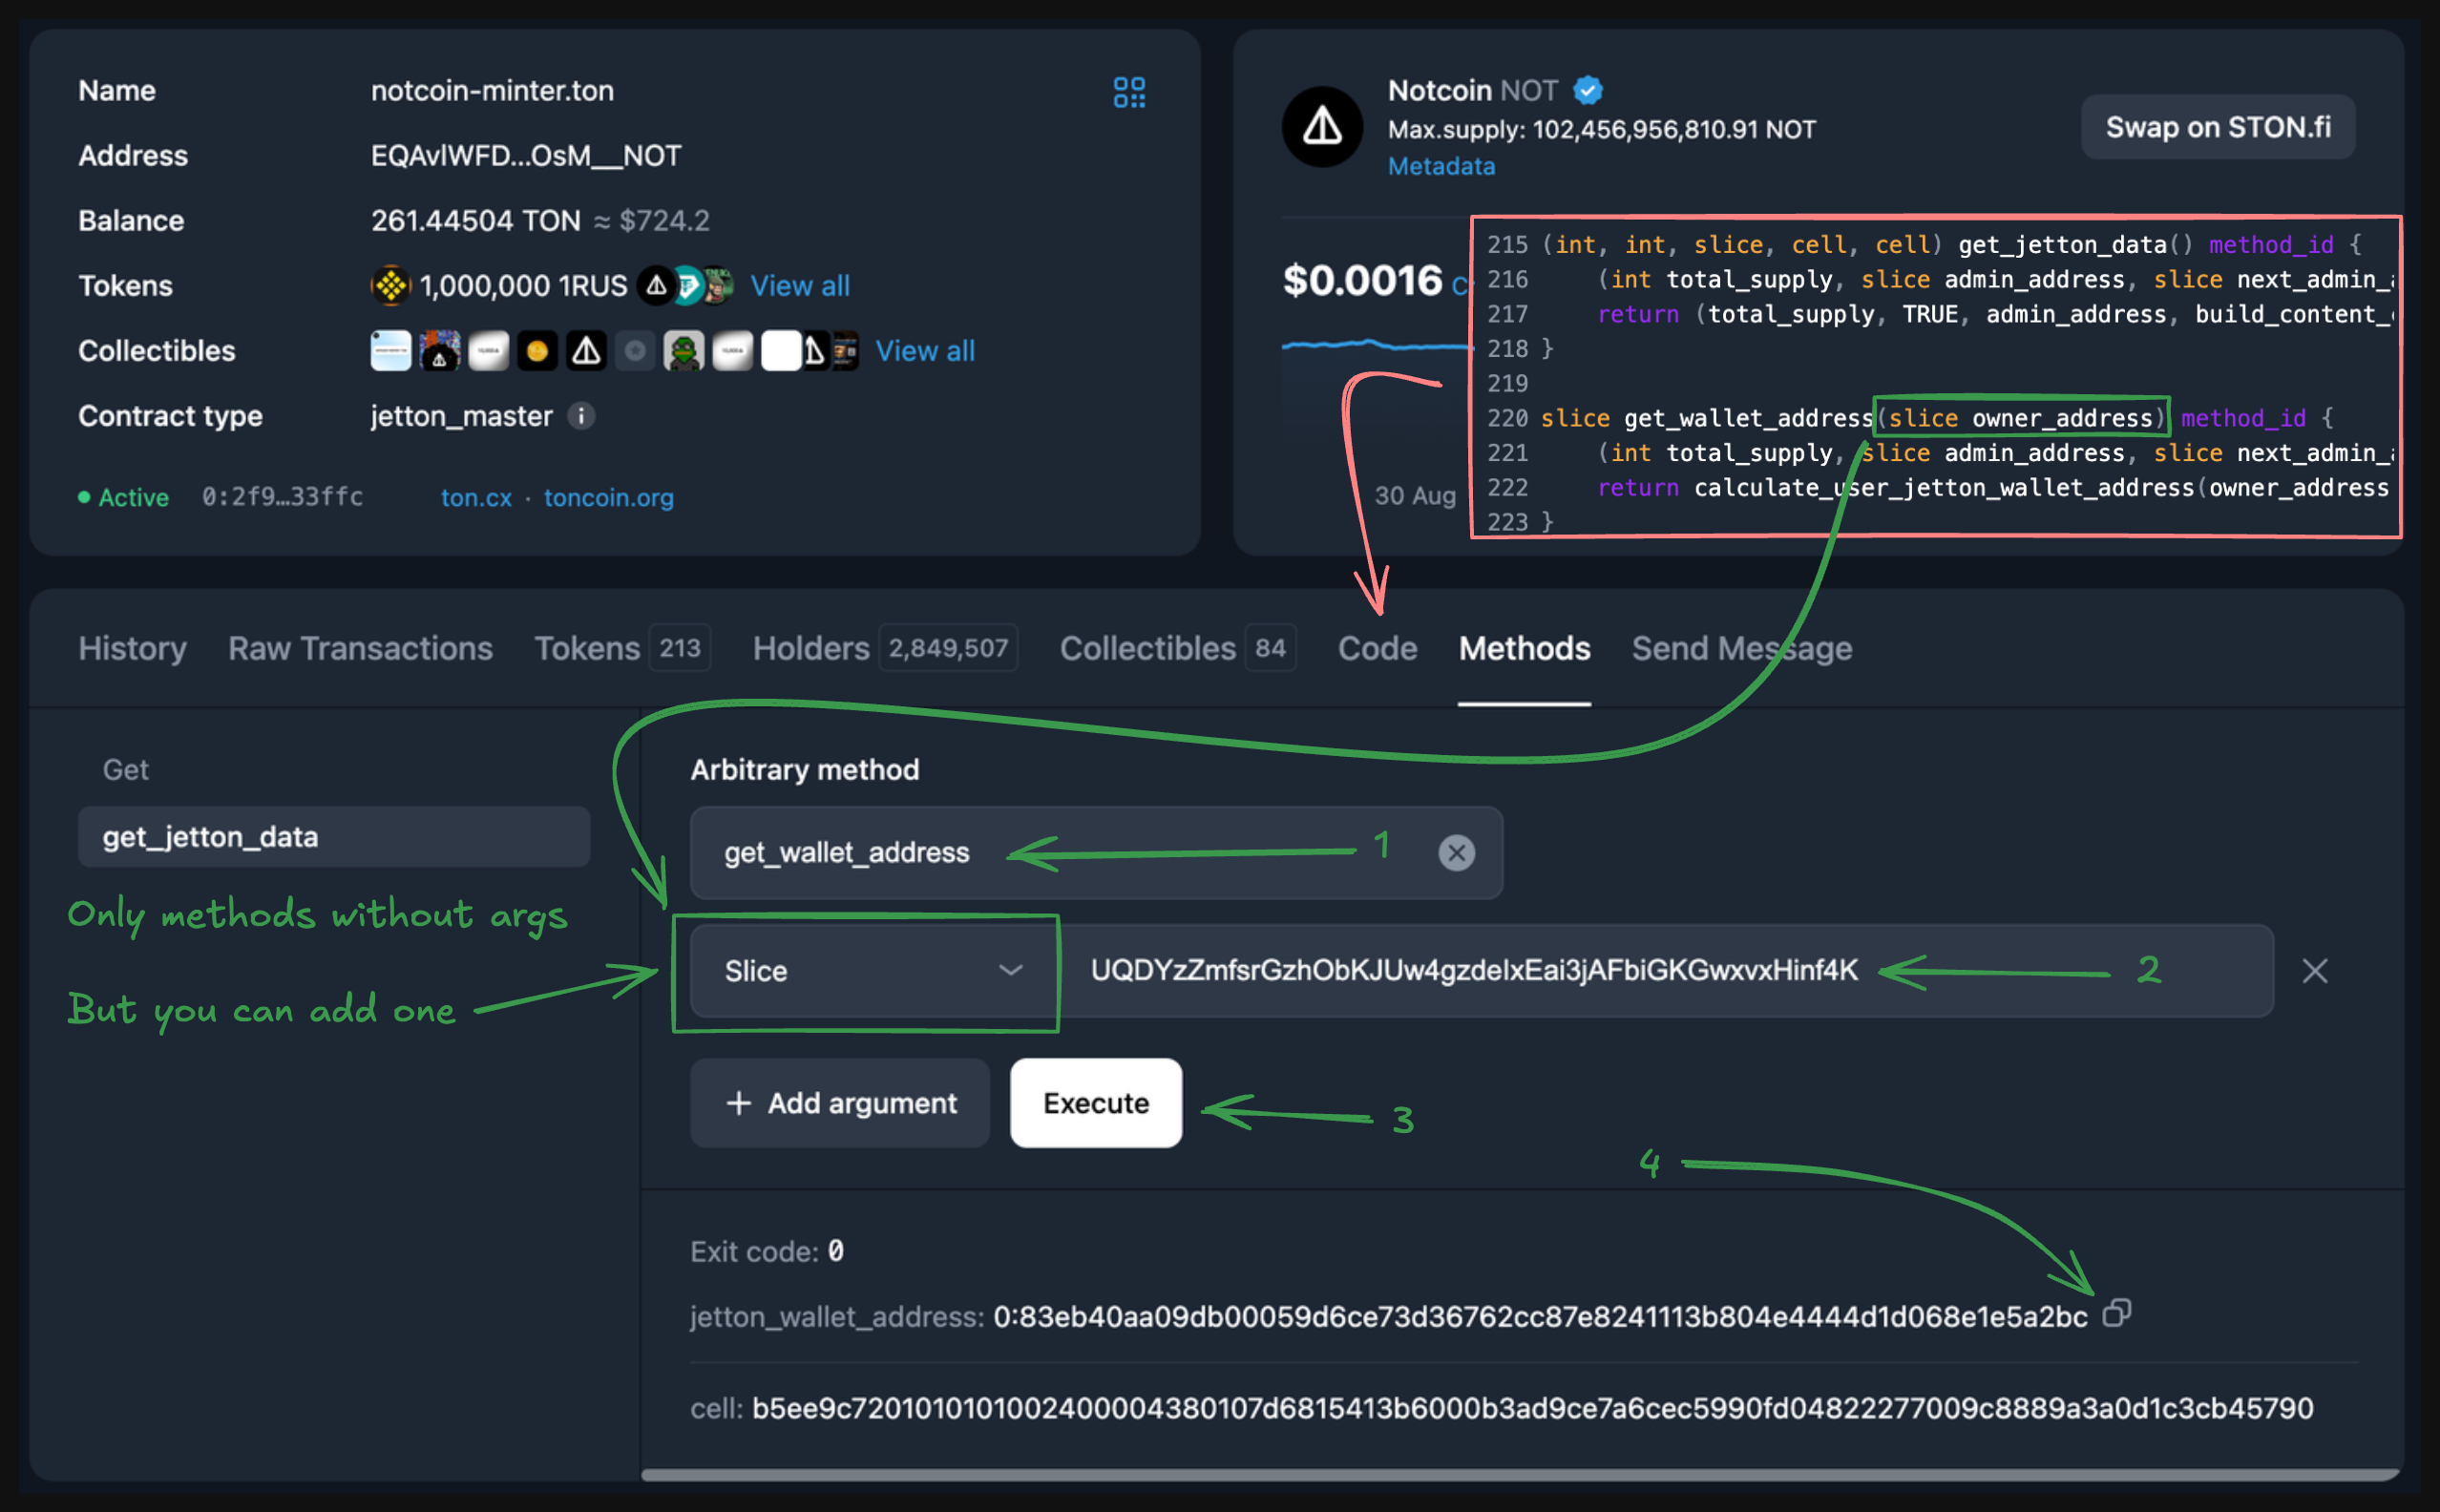 Name notcoin-minter.ton
Address EQAvlWFD...OsM__NOT
Balance 261.44504 TON ≈ $724.2
Tokens 1,000,000 1RUS View all
Collectibles View all
Contract type jetton_master i
Active 0:2f9…33ffc ton.cx · toncoin.org
Notcoin NOT
Max.supply: 102,456,956,810.91 NOT
Metadata
Swap on STON.fi
$0.0016
30 Aug
215 (int, int, slice, cell, cell) get_jetton_data() method_id {
216 (int total_supply, slice admin_address, slice next_admin_
217 return (total_supply, TRUE, admin_address, build_content_
218 }
219
220 slice get_wallet_address(slice owner_address) method_id {
221 (int total_supply, slice admin_address, slice next_admin_
222 return calculate_user_jetton_wallet_address(owner_address
223 }
History Raw Transactions Tokens 213 Holders 2,849,507 Collectibles 84 Code Methods Send Message
Get
get_jetton_data
Only methods without args
But you can add one
Arbitrary method
get_wallet_address 1
Slice UQDYzZmfsrGzhObKJUw4gzdeIxEai3jAFbiGKGwxvxHinf4K 2
+ Add argument Execute 3
4
Exit code: 0
jetton_wallet_address: 0:83eb40aa09db00059d6ce73d36762cc87e8241113b804e4444d1d068e1e5a2bc
cell: b5ee9c7201010101002400004380107d6815413b6000b3ad9ce7a6cec5990fd04822277009c8889a3a0d1c3cb45790